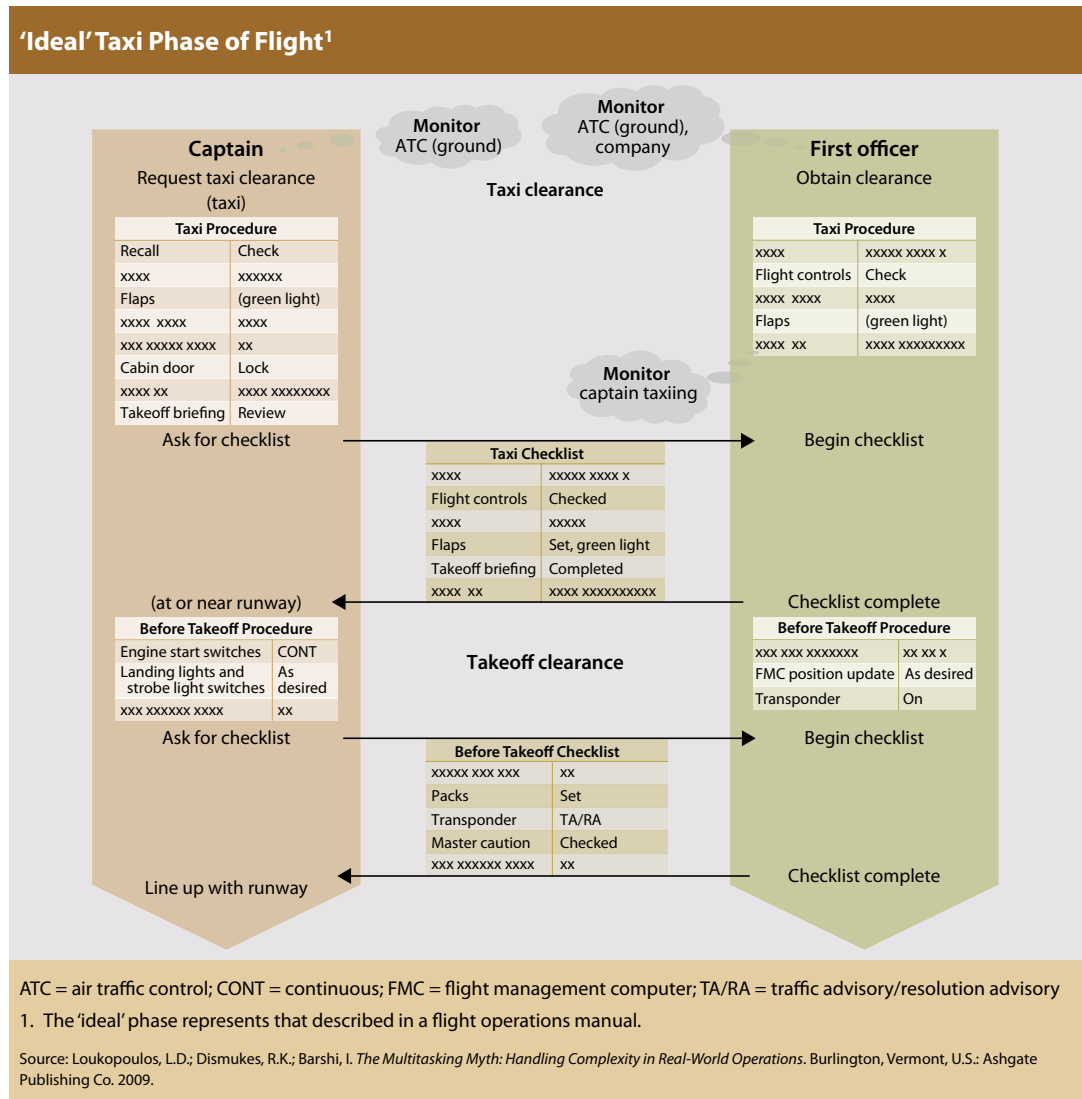 ‘Ideal’ Taxi Phase of Flight1
Monitor
ATC (ground)
Monitor
ATC (ground),
company
Captain
Request taxi clearance
(taxi)
Taxi clearance
First officer
Obtain clearance
Taxi Procedure
Recall Check
xxxx xxxxxx
Flaps (green light)
xxxx xxxx xxxx
xxx xxxxx xxxx xx
Cabin door Lock
xxxx xx xxxx xxxxxxxx
Takeoff briefing Review
Taxi Procedure
xxxx xxxxx xxxx x
Flight controls Check
xxxx xxxx xxxx
Flaps (green light)
xxxx xx xxxx xxxxxxxxx
Monitor
captain taxiing
Ask for checklist
Begin checklist
Taxi Checklist
xxxx xxxxx xxxx x
Flight controls Checked
xxxx xxxxx
Flaps Set, green light
Takeoff briefing Completed
xxxx xx xxxx xxxxxxxxxx
(at or near runway)
Checklist complete
Before Takeoff Procedure
Engine start switches CONT
Landing lights and As
strobe light switches desired
xxx xxxxxx xxxx xx
Takeoff clearance
Before Takeoff Procedure
xxx xxx xxxxxxx xx xx x
FMC position update As desired
Transponder On
Ask for checklist
Begin checklist
Before Takeoff Checklist
xxxxx xxx xxx xx
Packs Set
Transponder TA/RA
Master caution Checked
xxx xxxxxx xxxx xx
Line up with runway
Checklist complete
ATC = air traffic control; CONT = continuous; FMC = flight management computer; TA/RA = traffic advisory/resolution advisory
1. The ‘ideal’ phase represents that described in a flight operations manual.
Source: Loukopoulos, L.D.; Dismukes, R.K.; Barshi, I. The Multitasking Myth: Handling Complexity in Real-World Operations. Burlington, Vermont, U.S.: Ashgate
Publishing Co. 2009.